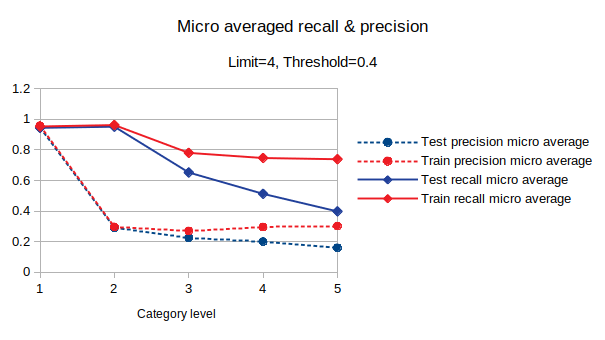 Micro averaged recall & precision
Limit=4, Threshold=0.4
1.2
1
0.8
0.6
0.4
0.2
0
1 2 3 4 5
Category level
Test precision micro average
Train precision micro average
Test recall micro average
Train recall micro average